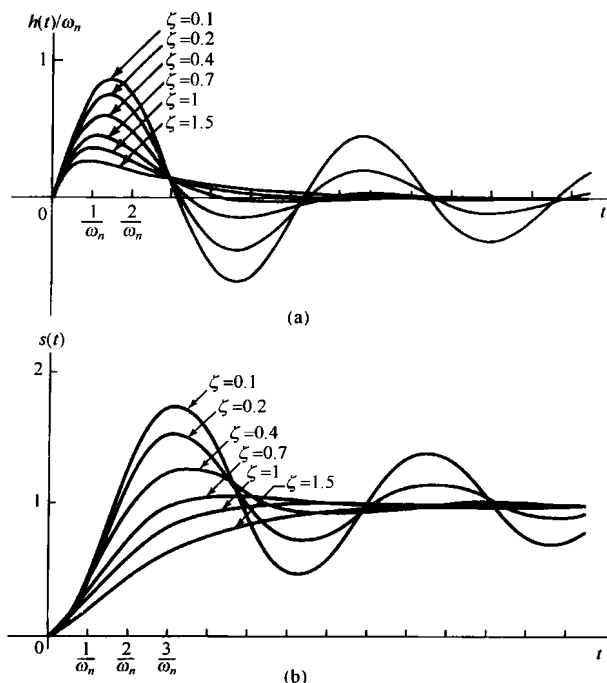 h(t)/ωₙ
1
ζ=0.1
ζ=0.2
ζ=0.4
ζ=0.7
ζ=1
ζ=1.5
0
1/ωₙ 2/ωₙ
t
(a)
s(t)
2
ζ=0.1
ζ=0.2
ζ=0.4
ζ=0.7
ζ=1
ζ=1.5
1
0
1/ωₙ 2/ωₙ 3/ωₙ
t
(b)